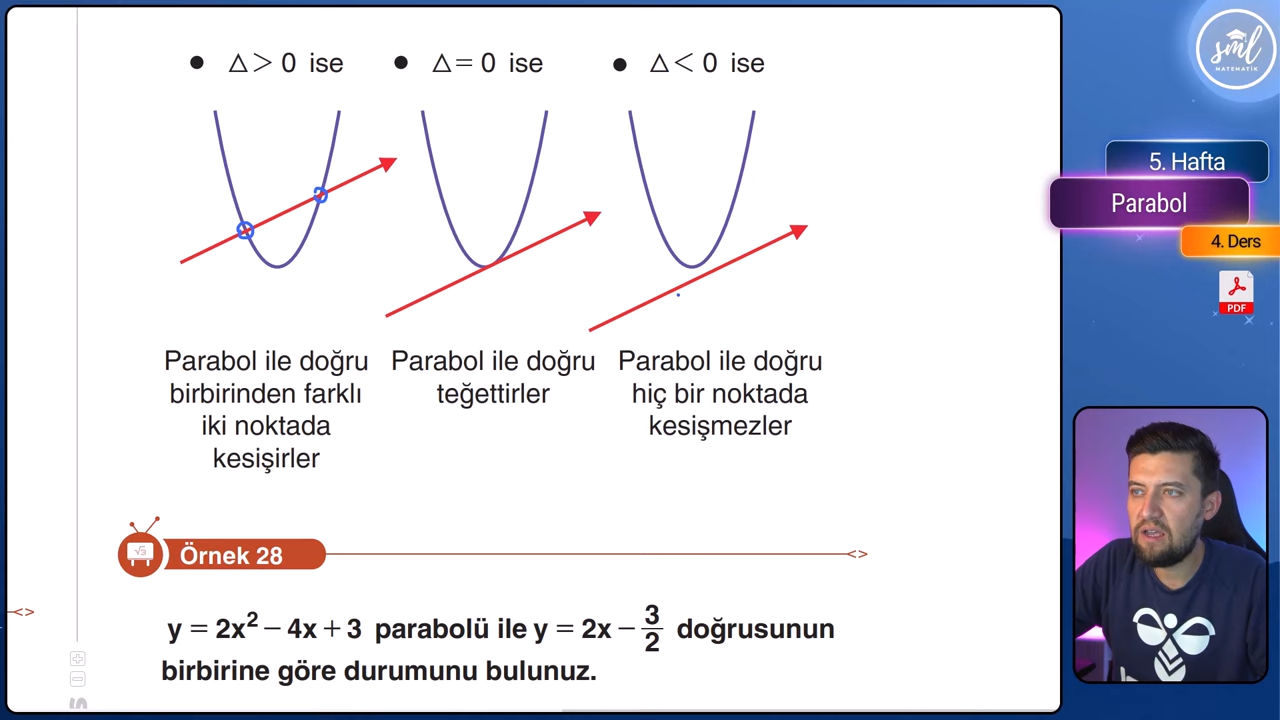 ● △> 0 ise
● △= 0 ise
● △< 0 ise
Parabol ile doğru
birbirinden farklı
iki noktada
kesişirler
Parabol ile doğru
teğettirler
Parabol ile doğru
hiç bir noktada
kesişmezler
√3
Örnek 28
<>
<>
y = 2x² − 4x + 3 parabolü ile y = 2x − 3/2 doğrusunun
birbirine göre durumunu bulunuz.
sml
MATEMATİK
5. Hafta
Parabol
4. Ders
PDF